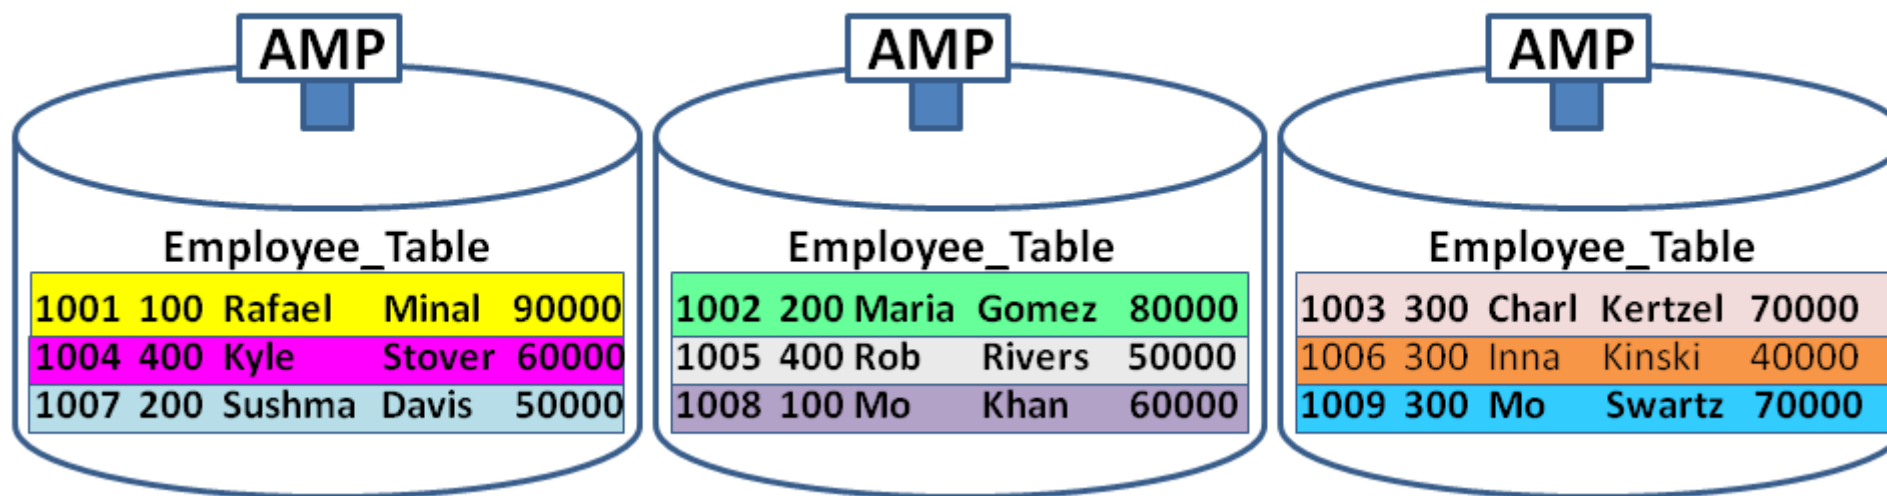 AMP
AMP
AMP
Employee_Table
Employee_Table
Employee_Table
1001 100 Rafael Minal 90000
1004 400 Kyle Stover 60000
1007 200 Sushma Davis 50000
1002 200 Maria Gomez 80000
1005 400 Rob Rivers 50000
1008 100 Mo Khan 60000
1003 300 Charl Kertzel 70000
1006 300 Inna Kinski 40000
1009 300 Mo Swartz 70000